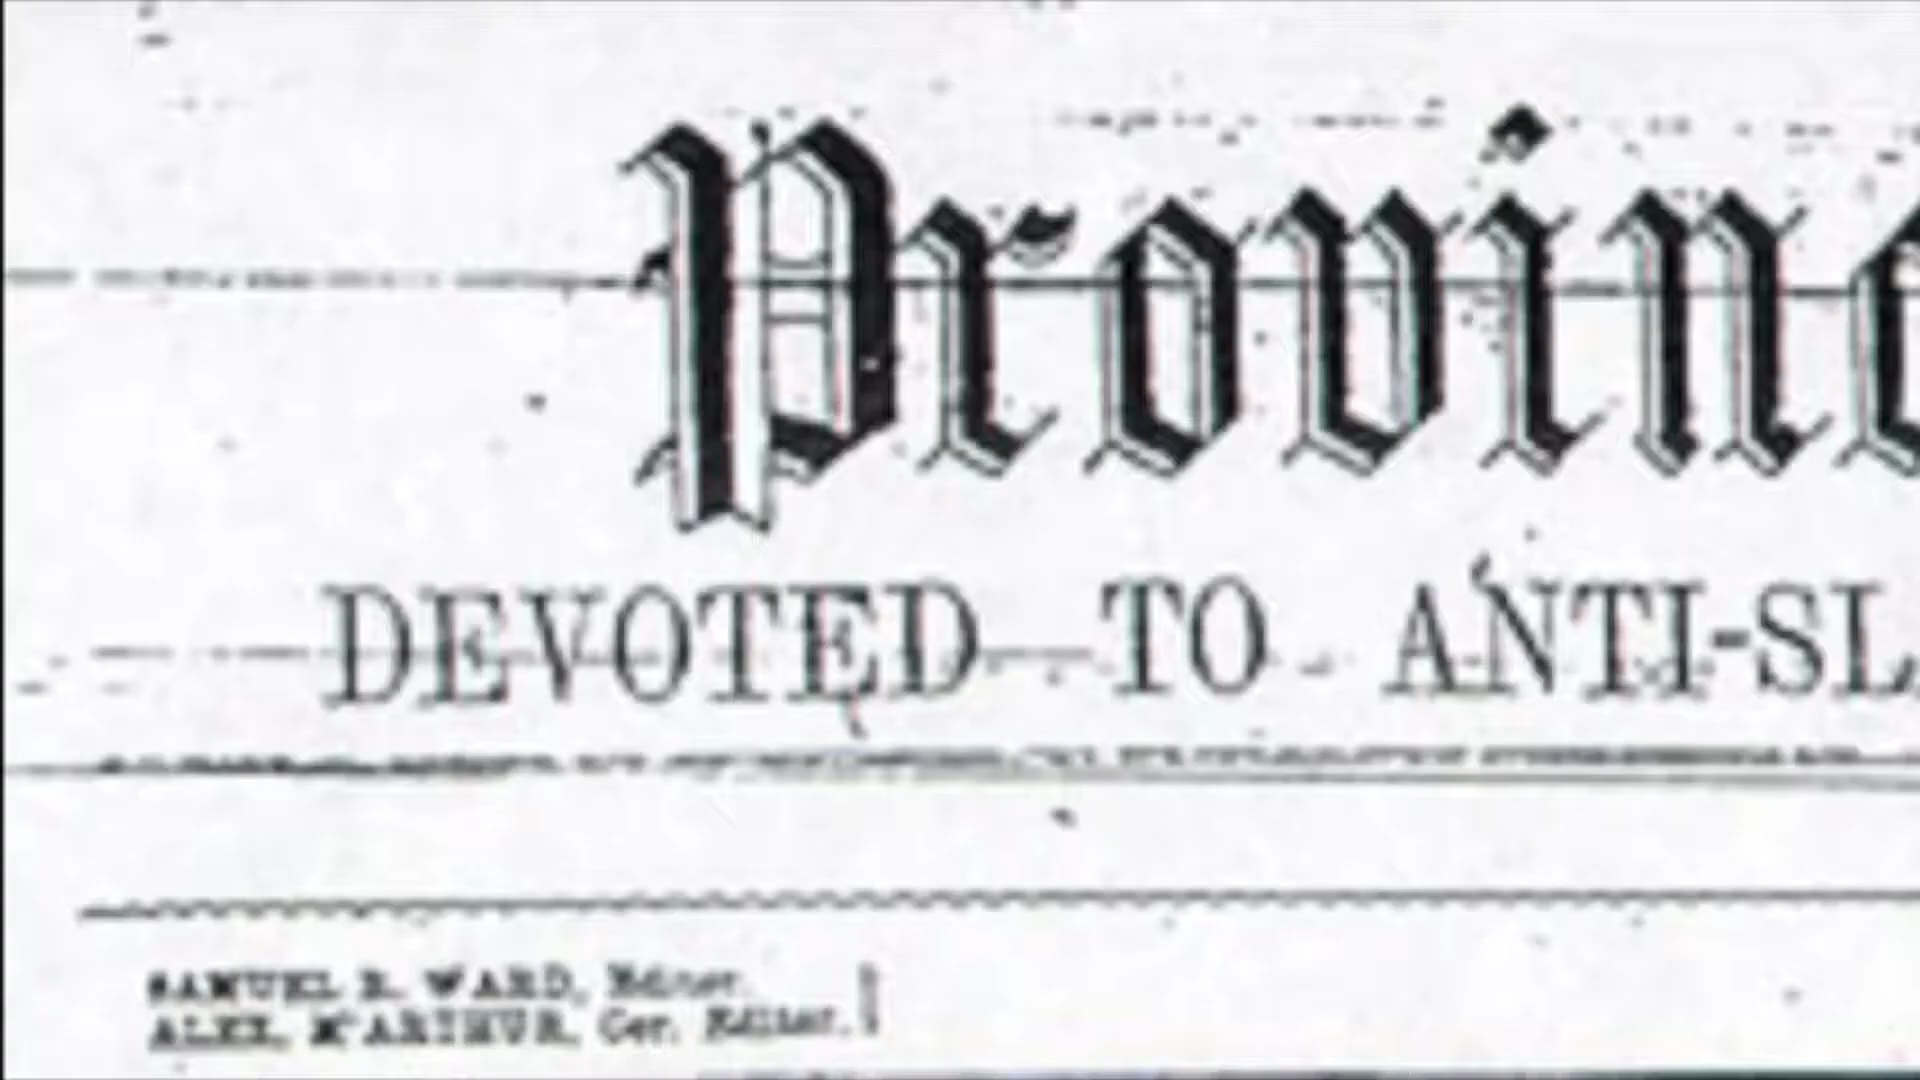 Provinc
DEVOTED TO ANTI-SL
SAMUEL R. WARD, Editor.
ALEX. M'ARTHUR, Cor. Editor.